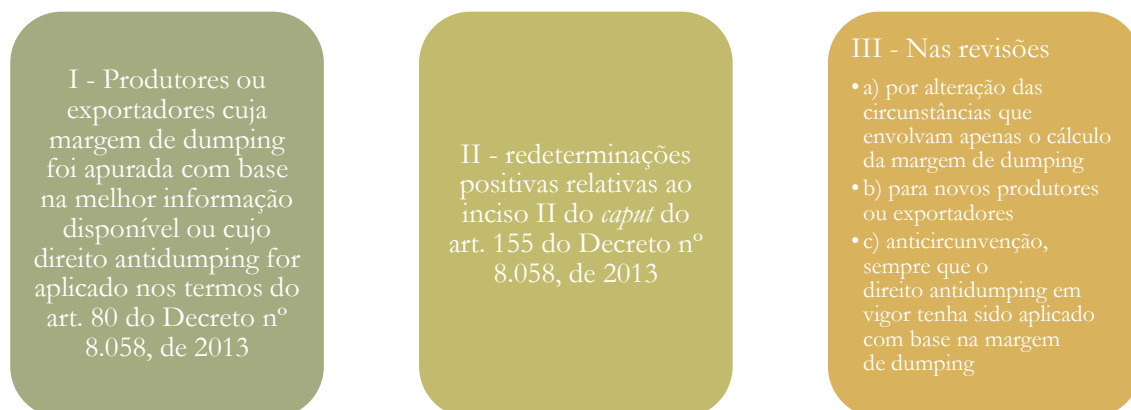 I - Produtores ou
exportadores cuja
margem de dumping
foi apurada com base
na melhor informação
disponível ou cujo
direito antidumping for
aplicado nos termos do
art. 80 do Decreto nº
8.058, de 2013
II - redeterminações
positivas relativas ao
inciso II do caput do
art. 155 do Decreto nº
8.058, de 2013
III - Nas revisões
• a) por alteração das
circunstâncias que
envolvam apenas o cálculo
da margem de dumping
• b) para novos produtores
ou exportadores
• c) anticircunvenção,
sempre que o
direito antidumping em
vigor tenha sido aplicado
com base na margem
de dumping